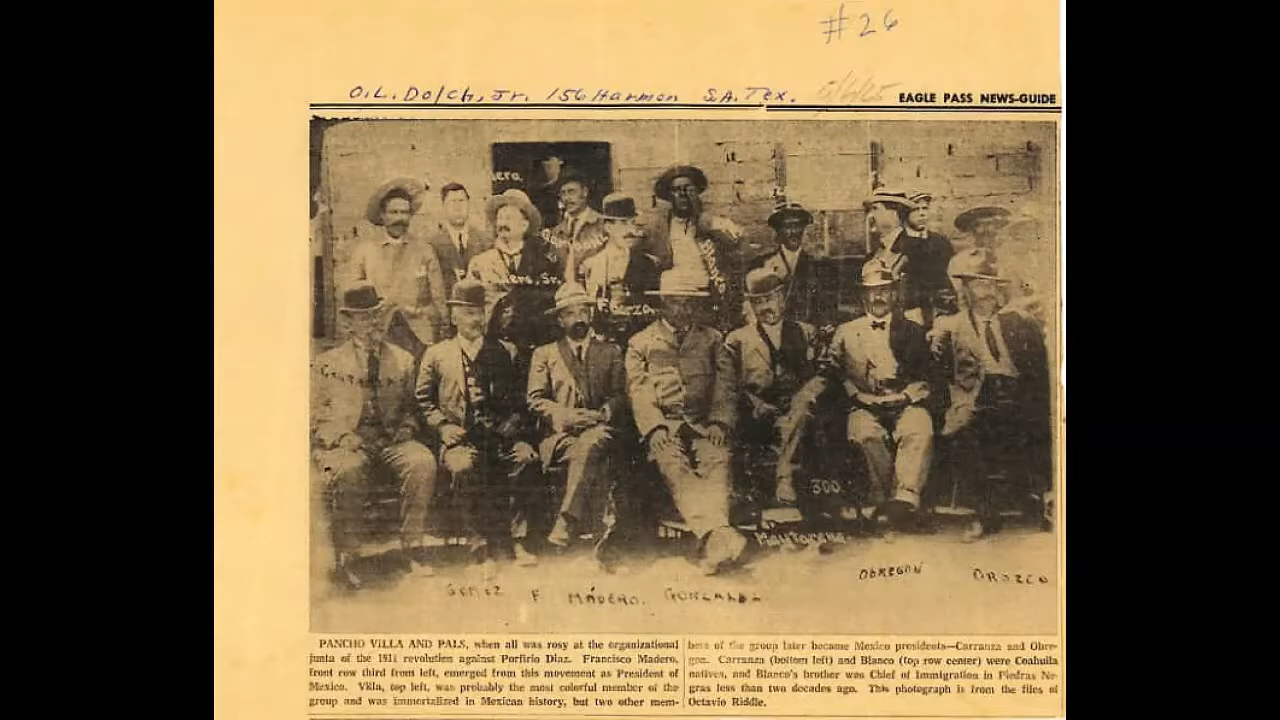 #26
O.L. Dolch, Jr. 156 Harmon S.A. Tex.
EAGLE PASS NEWS-GUIDE
dero, Sr.
Garza
300
Maytorena
GOMEZ F. MADERO. GONZALEZ
OBREGON OROZCO
PANCHO VILLA AND PALS, when all was rosy at the organizational
junta of the 1911 revolution against Porfirio Diaz. Francisco Madero,
front row third from left, emerged from this movement as President of
Mexico. Villa, top left, was probably the most colorful member of the
group and was immortalized in Mexican history, but two other mem-
bers of the group later became Mexico presidents—Carranza and Obre-
gon. Carranza (bottom left) and Blanco (top row center) were Coahuila
natives, and Blanco's brother was Chief of Immigration in Piedras Ne-
gras less than two decades ago. This photograph is from the files of
Octavio Riddle.